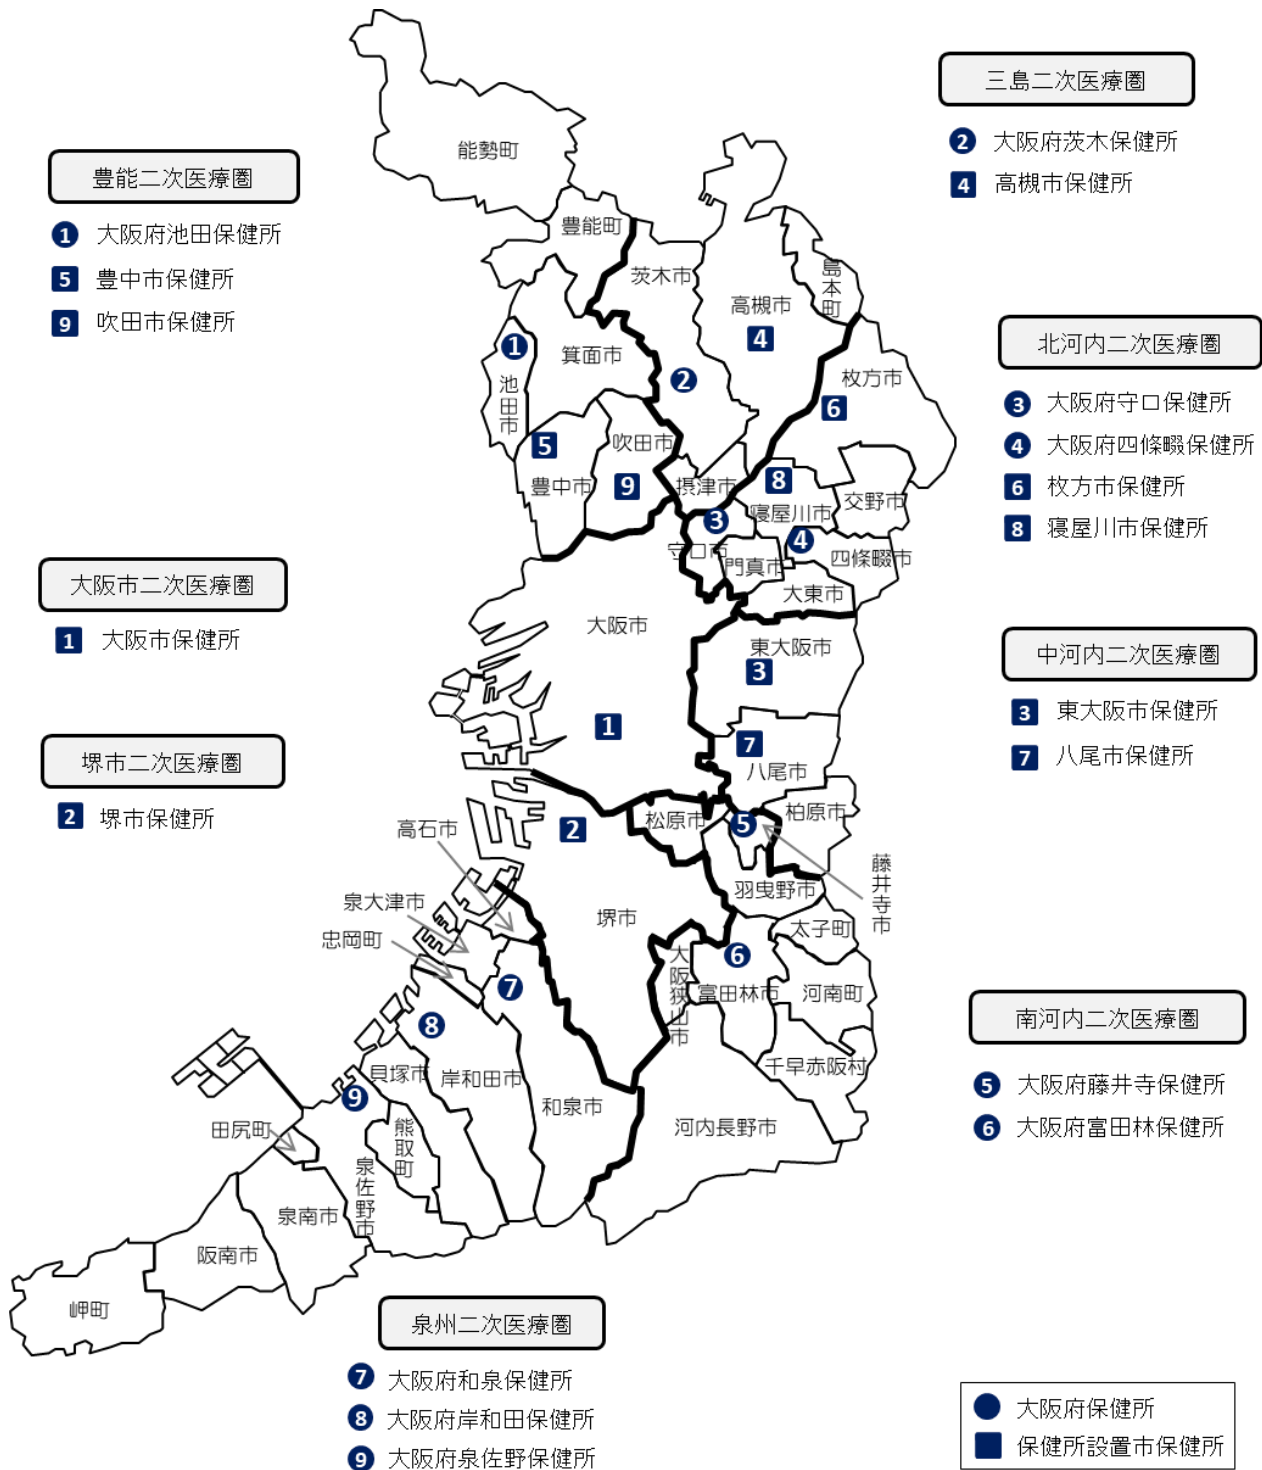 三島二次医療圏
2 大阪府茨木保健所
4 高槻市保健所
豊能二次医療圏
1 大阪府池田保健所
5 豊中市保健所
9 吹田市保健所
北河内二次医療圏
3 大阪府守口保健所
4 大阪府四條畷保健所
6 枚方市保健所
8 寝屋川市保健所
大阪市二次医療圏
1 大阪市保健所
中河内二次医療圏
3 東大阪市保健所
7 八尾市保健所
堺市二次医療圏
2 堺市保健所
南河内二次医療圏
5 大阪府藤井寺保健所
6 大阪府富田林保健所
泉州二次医療圏
7 大阪府和泉保健所
8 大阪府岸和田保健所
9 大阪府泉佐野保健所
大阪府保健所
保健所設置市保健所
能勢町
豊能町
茨木市
島本町
高槻市
4
1
箕面市
2
池田市
枚方市
6
5
吹田市
豊中市
9
摂津市
8
寝屋川市
交野市
3
守口市
4
門真市
四條畷市
大東市
大阪市
東大阪市
3
1
7
八尾市
2
松原市
5
柏原市
藤井寺市
高石市
羽曳野市
泉大津市
堺市
太子町
忠岡町
大阪狭山市
6
富田林市
河南町
7
8
千早赤阪村
貝塚市
岸和田市
9
和泉市
河内長野市
田尻町
熊取町
泉佐野市
泉南市
阪南市
岬町